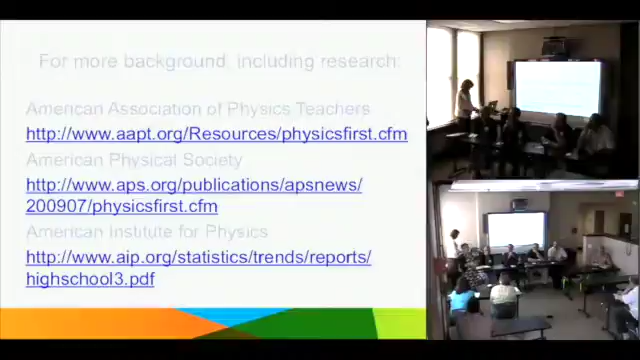 For more background, including research:
American Association of Physics Teachers
http://www.aapt.org/Resources/physicsfirst.cfm
American Physical Society
http://www.aps.org/publications/apsnews/
200907/physicsfirst.cfm
American Institute for Physics
http://www.aip.org/statistics/trends/reports/
highschool3.pdf